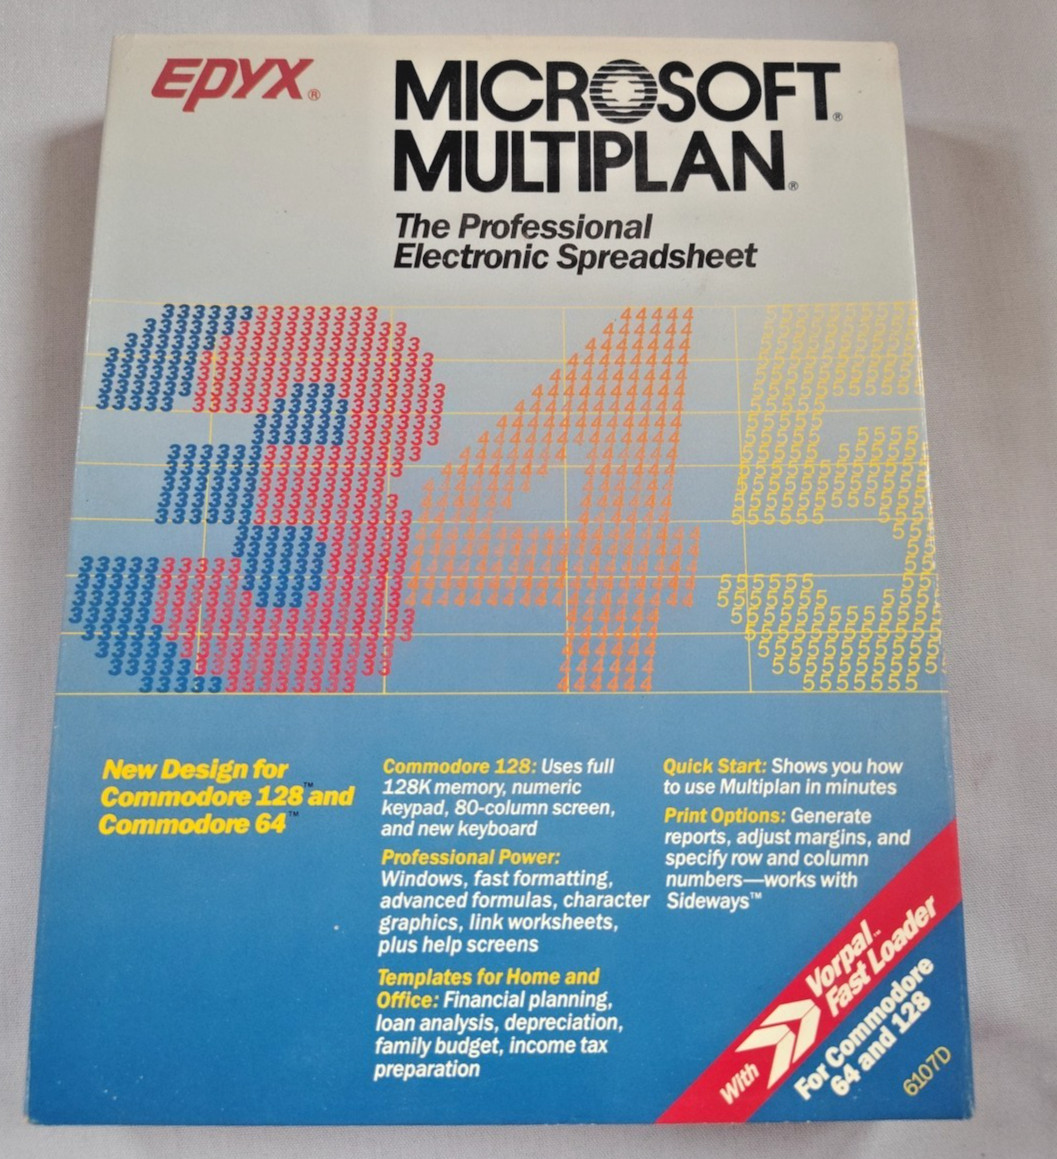 EPYX®
MICROSOFT®
MULTIPLAN®
The Professional
Electronic Spreadsheet
New Design for
Commodore 128™ and
Commodore 64™
Commodore 128: Uses full
128K memory, numeric
keypad, 80-column screen,
and new keyboard
Professional Power:
Windows, fast formatting,
advanced formulas, character
graphics, link worksheets,
plus help screens
Templates for Home and
Office: Financial planning,
loan analysis, depreciation,
family budget, income tax
preparation
Quick Start: Shows you how
to use Multiplan in minutes
Print Options: Generate
reports, adjust margins, and
specify row and column
numbers—works with
Sideways™
With
Vorpal™
Fast Loader
For Commodore
64 and 128
6107D